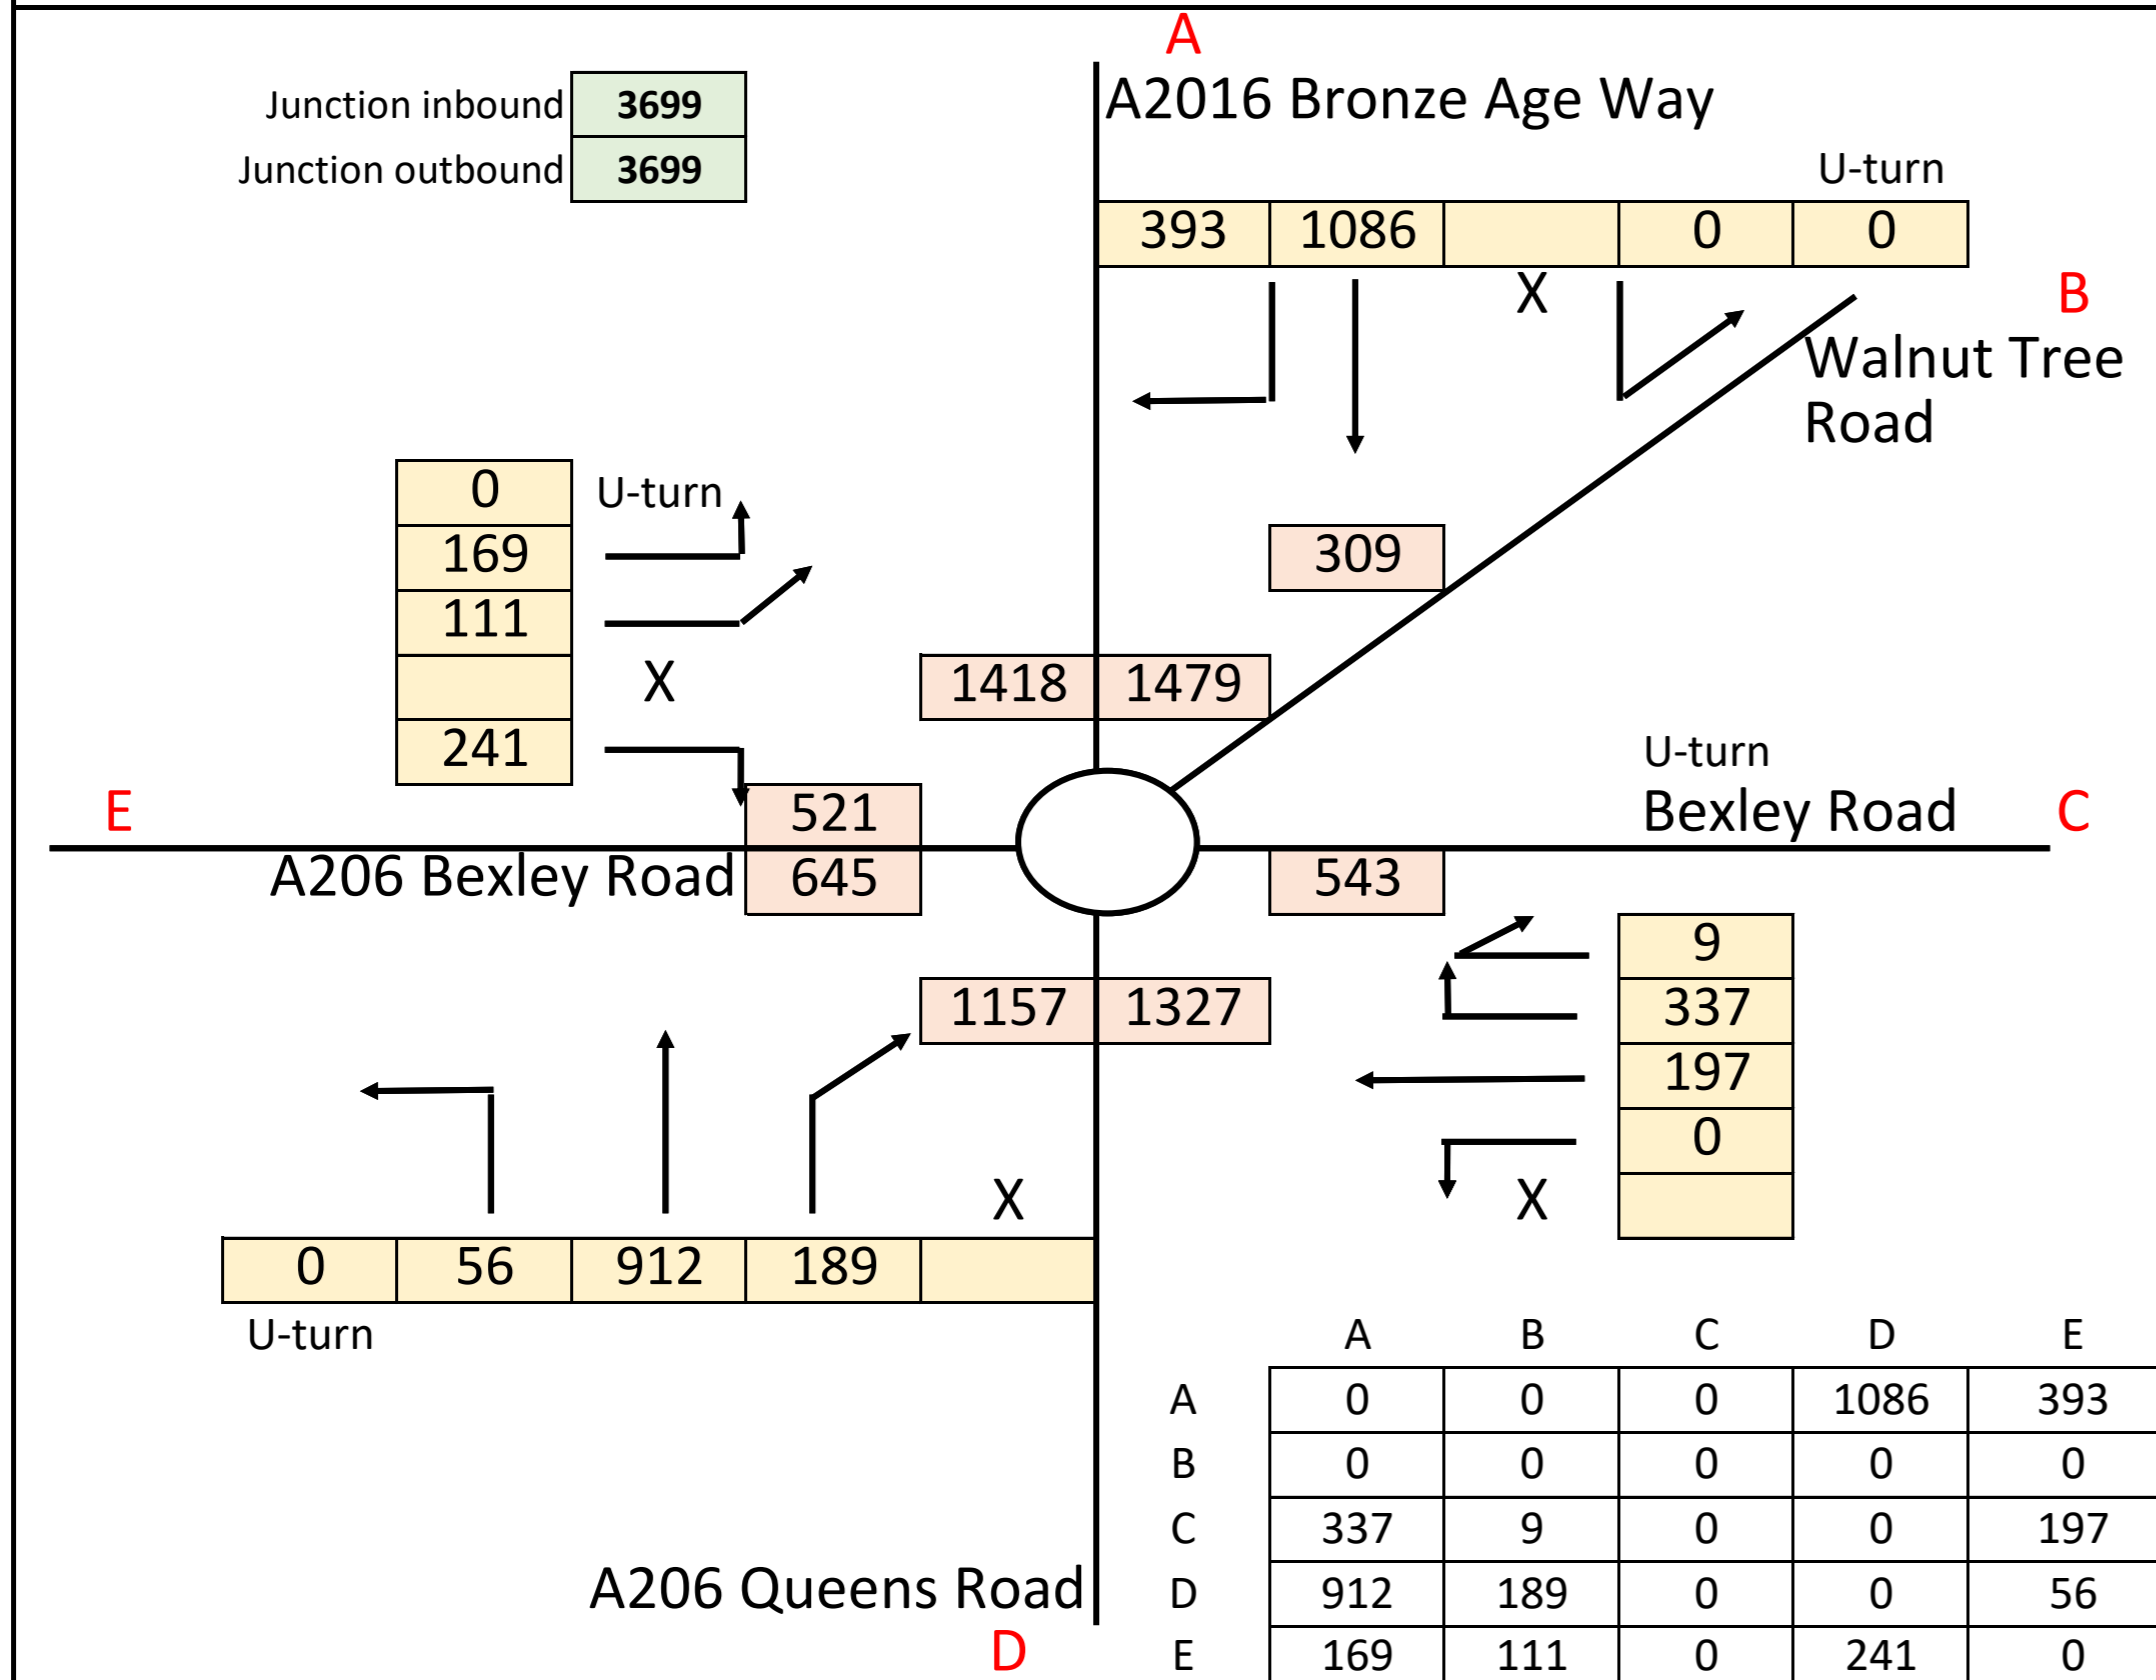 A
Junction inbound 3699
A2016 Bronze Age Way
Junction outbound 3699
U-turn
393 1086 0 0
X
B
Walnut Tree
Road
0 U-turn
169
309
111
X
1418 1479
241
U-turn
E
521
Bexley Road
C
A206 Bexley Road
645
543
9
1157 1327
337
197
0
X
X
0 56 912 189
U-turn
A B C D E
A 0 0 0 1086 393
B 0 0 0 0 0
C 337 9 0 0 197
A206 Queens Road
D 912 189 0 0 56
D
E 169 111 0 241 0